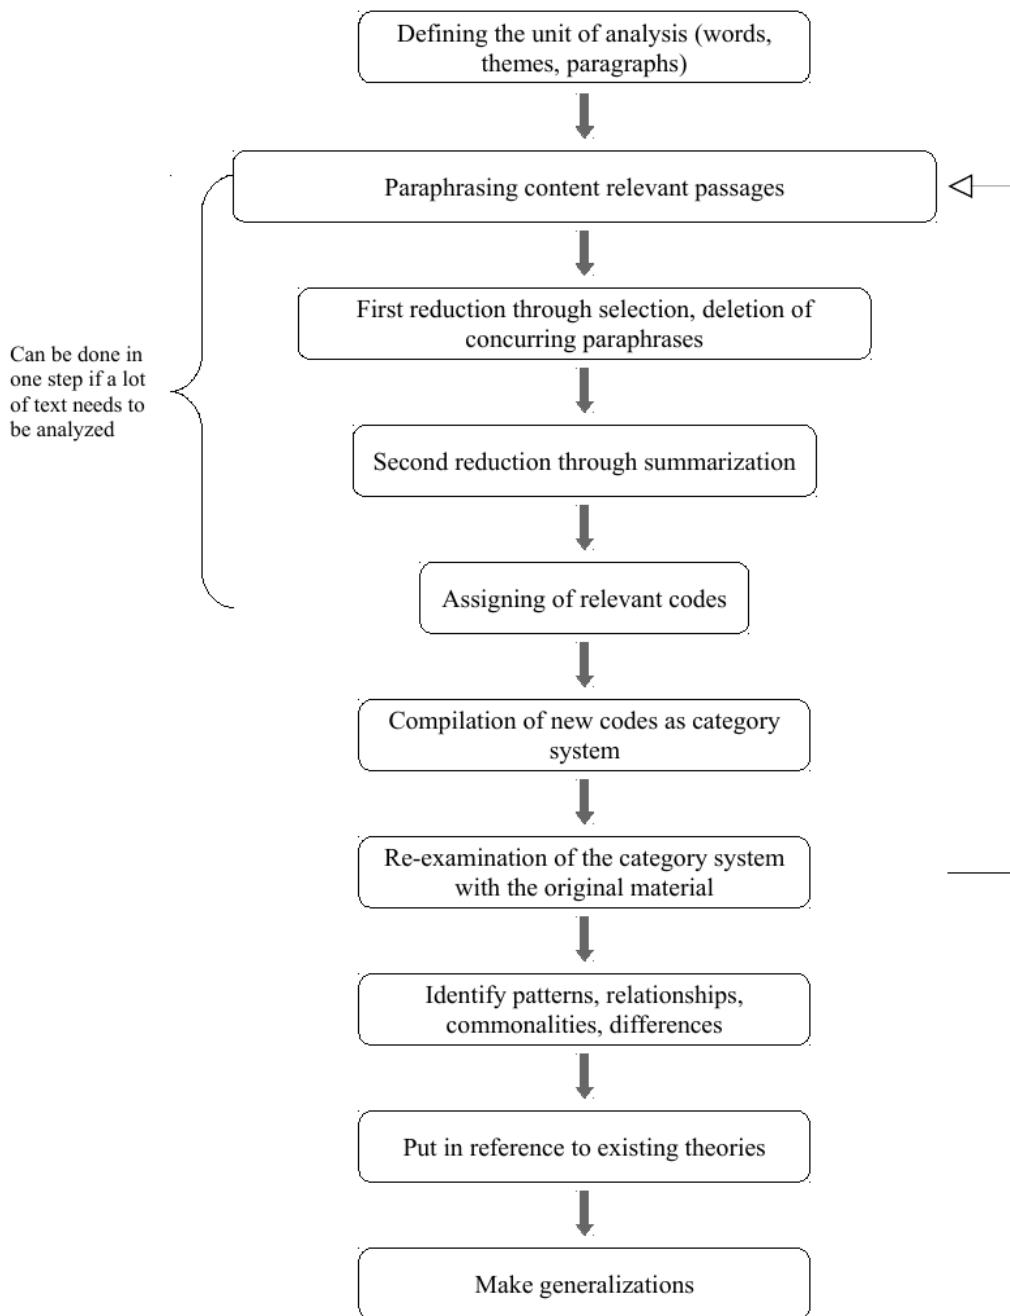 Defining the unit of analysis (words,
themes, paragraphs)
Paraphrasing content relevant passages
First reduction through selection, deletion of
concurring paraphrases
Can be done in
one step if a lot
of text needs to
be analyzed
Second reduction through summarization
Assigning of relevant codes
Compilation of new codes as category
system
Re-examination of the category system
with the original material
Identify patterns, relationships,
commonalities, differences
Put in reference to existing theories
Make generalizations